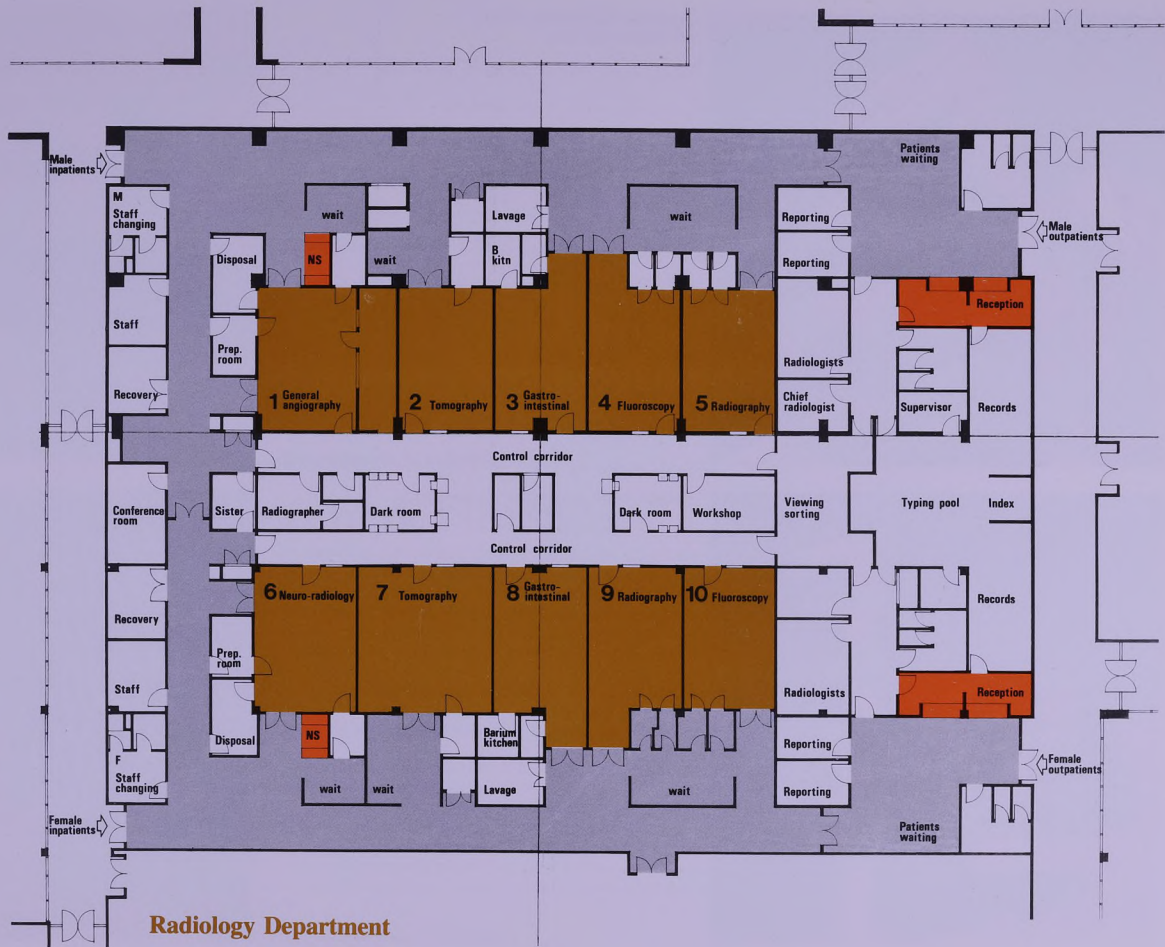 Male
inpatients
Patients
waiting
M
Staff
changing
wait
Lavage
wait
Reporting
Male
outpatients
Disposal
NS
wait
B
kitn
Reporting
Reception
Staff
Prep.
room
Radiologists
Recovery
1 General
angiography
2 Tomography
3 Gastro-
intestinal
4 Fluoroscopy
5 Radiography
Chief
radiologist
Supervisor
Records
Control corridor
Conference
room
Sister
Radiographer
Dark room
Dark room
Workshop
Viewing
sorting
Typing pool
Index
Control corridor
6 Neuro-radiology
7 Tomography
8 Gastro-
intestinal
9 Radiography
10 Fluoroscopy
Recovery
Records
Prep.
room
Staff
Radiologists
Reception
Disposal
NS
Barium
kitchen
Reporting
F
Staff
changing
wait
wait
Lavage
wait
Reporting
Female
outpatients
Female
inpatients
Patients
waiting
Radiology Department